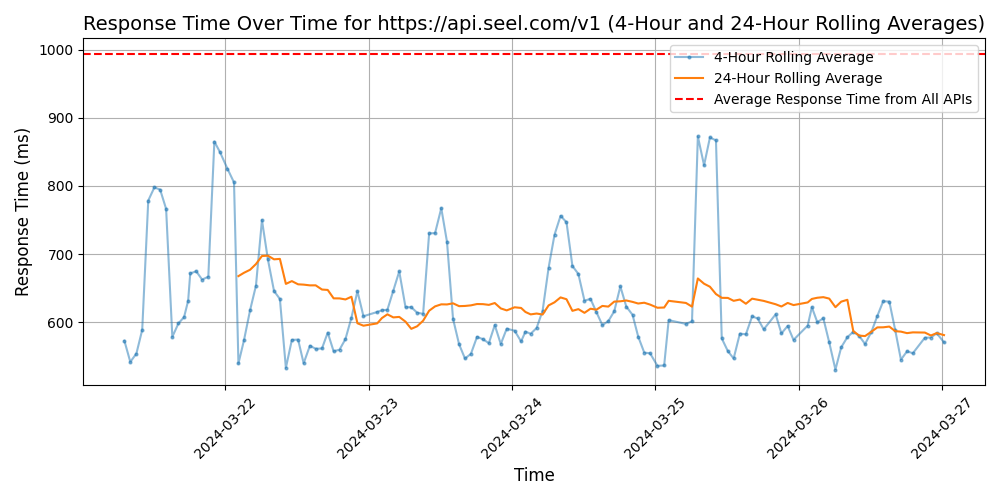 Response Time Over Time for https://api.seel.com/v1 (4-Hour and 24-Hour Rolling Averages)
Response Time (ms)
1000
900
800
700
600
4-Hour Rolling Average
24-Hour Rolling Average
Average Response Time from All APIs
2024-03-22
2024-03-23
2024-03-24
2024-03-25
2024-03-26
2024-03-27
Time